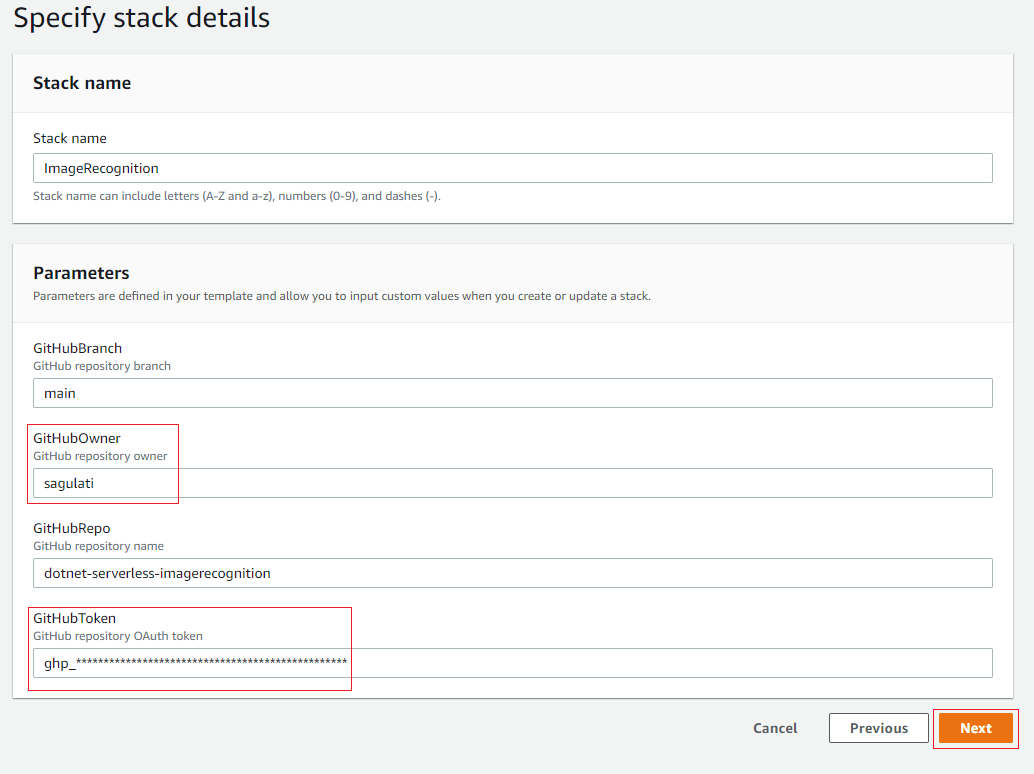 Specify stack details
Stack name
Stack name
ImageRecognition
Stack name can include letters (A-Z and a-z), numbers (0-9), and dashes (-).
Parameters
Parameters are defined in your template and allow you to input custom values when you create or update a stack.
GitHubBranch
GitHub repository branch
main
GitHubOwner
GitHub repository owner
sagulati
GitHubRepo
GitHub repository name
dotnet-serverless-imagerecognition
GitHubToken
GitHub repository OAuth token
ghp_**************************************************
Cancel
Previous
Next